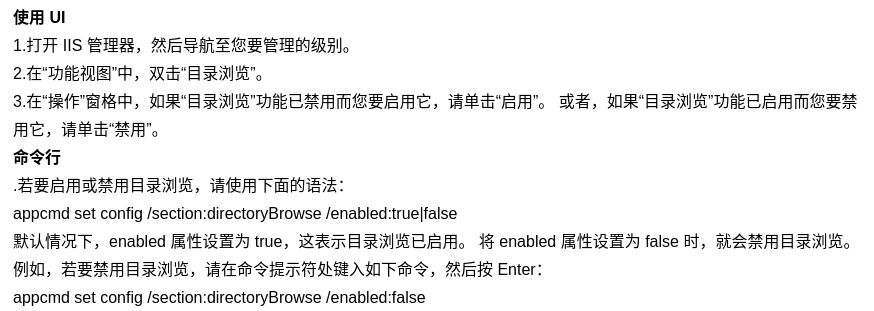 使用 UI
1.打开 IIS 管理器，然后导航至您要管理的级别。
2.在“功能视图”中，双击“目录浏览”。
3.在“操作”窗格中，如果“目录浏览”功能已禁用而您要启用它，请单击“启用”。 或者，如果“目录浏览”功能已启用而您要禁
用它，请单击“禁用”。
命令行
.若要启用或禁用目录浏览，请使用下面的语法：
appcmd set config /section:directoryBrowse /enabled:true|false
默认情况下，enabled 属性设置为 true，这表示目录浏览已启用。 将 enabled 属性设置为 false 时，就会禁用目录浏览。
例如，若要禁用目录浏览，请在命令提示符处键入如下命令，然后按 Enter：
appcmd set config /section:directoryBrowse /enabled:false